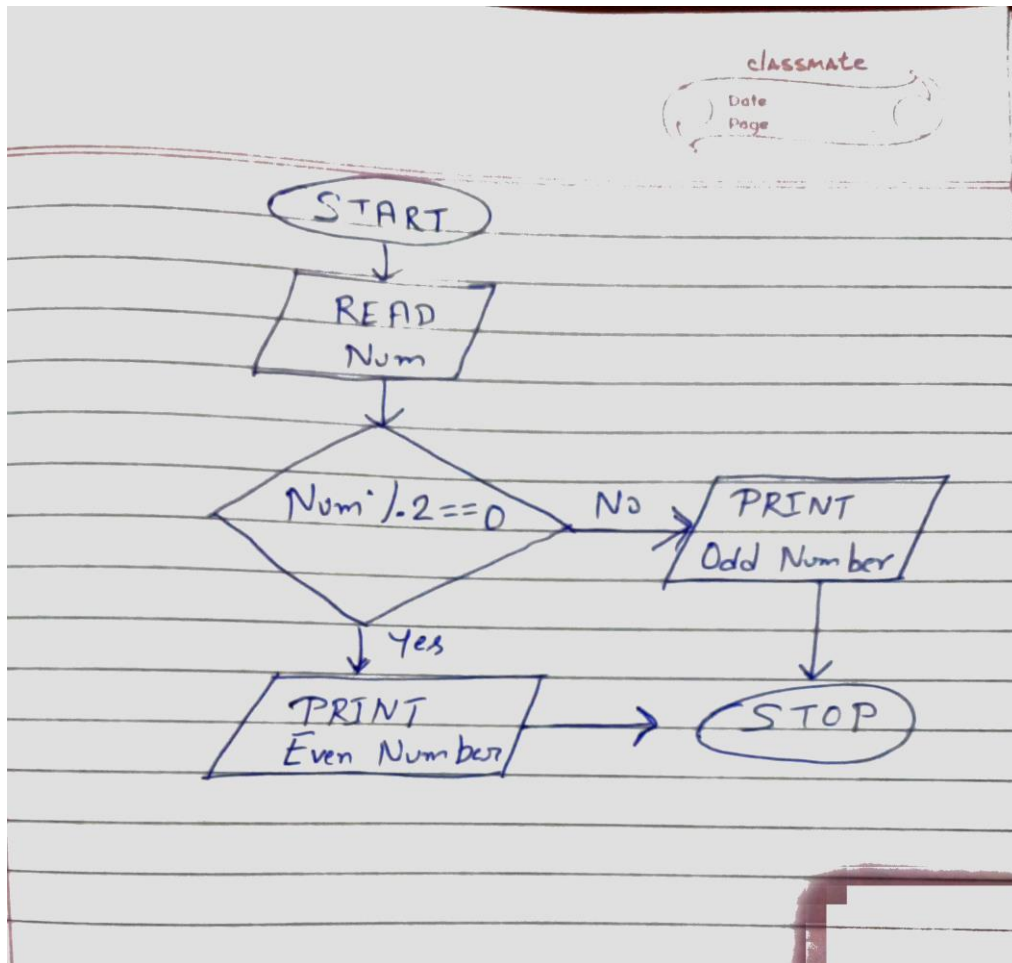 classmate
Date
Page
START
READ
Num
Num%2==0
No
PRINT
Odd Number
Yes
PRINT
Even Number
STOP